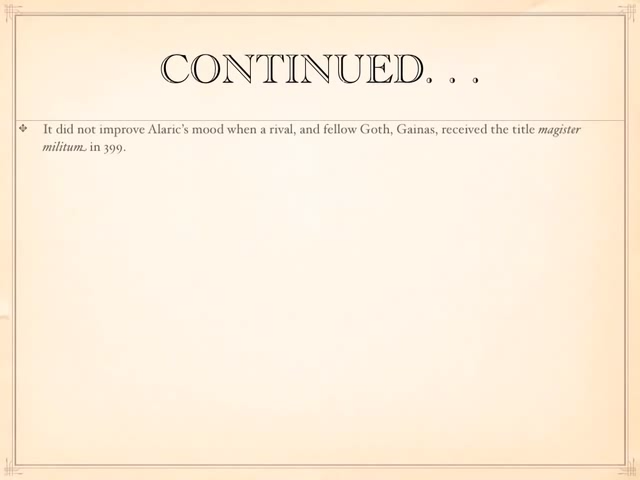 CONTINUED. . .
It did not improve Alaric's mood when a rival, and fellow Goth, Gainas, received the title magister
militum in 399.